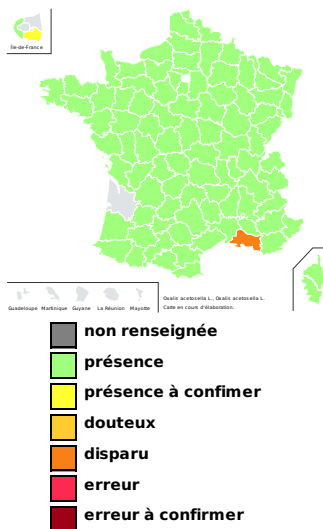 Île-de-France
Guadeloupe Martinique Guyane La Réunion Mayotte
Oxalis acetosella L., Oxalis acetosella L.
Carte en cours d'élaboration.
non renseignée
présence
présence à confimer
douteux
disparu
erreur
erreur à confirmer